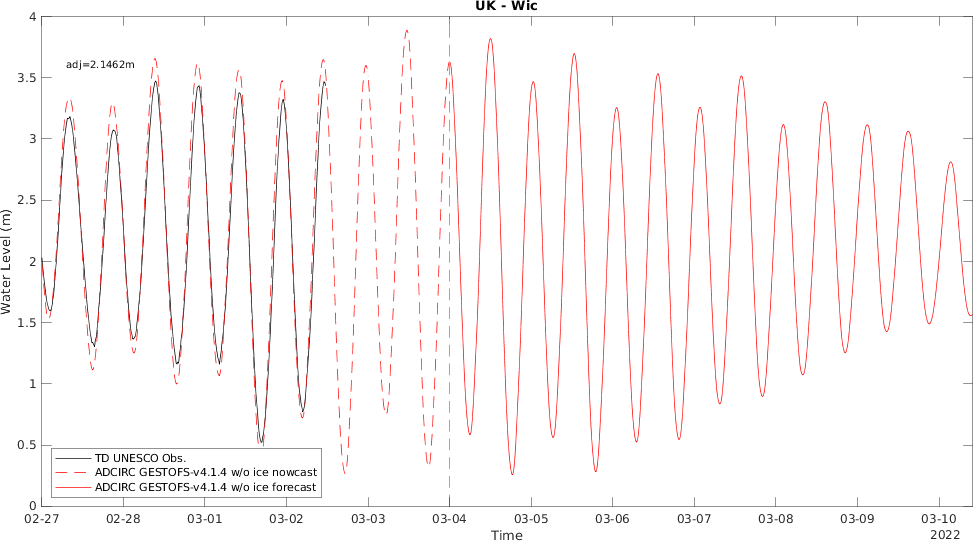 UK - Wic
adj=2.1462m
Water Level (m)
4
3.5
3
2.5
2
1.5
1
0.5
0
TD UNESCO Obs.
ADCIRC GESTOFS-v4.1.4 w/o ice nowcast
ADCIRC GESTOFS-v4.1.4 w/o ice forecast
02-27 02-28 03-01 03-02 03-03 03-04 03-05 03-06 03-07 03-08 03-09 03-10
Time
2022